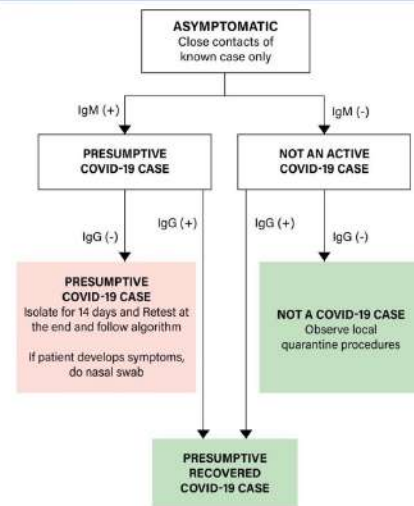 ASYMPTOMATIC
Close contacts of
known case only
IgM (+)
IgM (-)
PRESUMPTIVE
COVID-19 CASE
NOT AN ACTIVE
COVID-19 CASE
IgG (-)
IgG (+)
IgG (+)
IgG (-)
PRESUMPTIVE
COVID-19 CASE
Isolate for 14 days and Retest at
the end and follow algorithm
If patient develops symptoms,
do nasal swab
NOT A COVID-19 CASE
Observe local
quarantine procedures
PRESUMPTIVE
RECOVERED
COVID-19 CASE